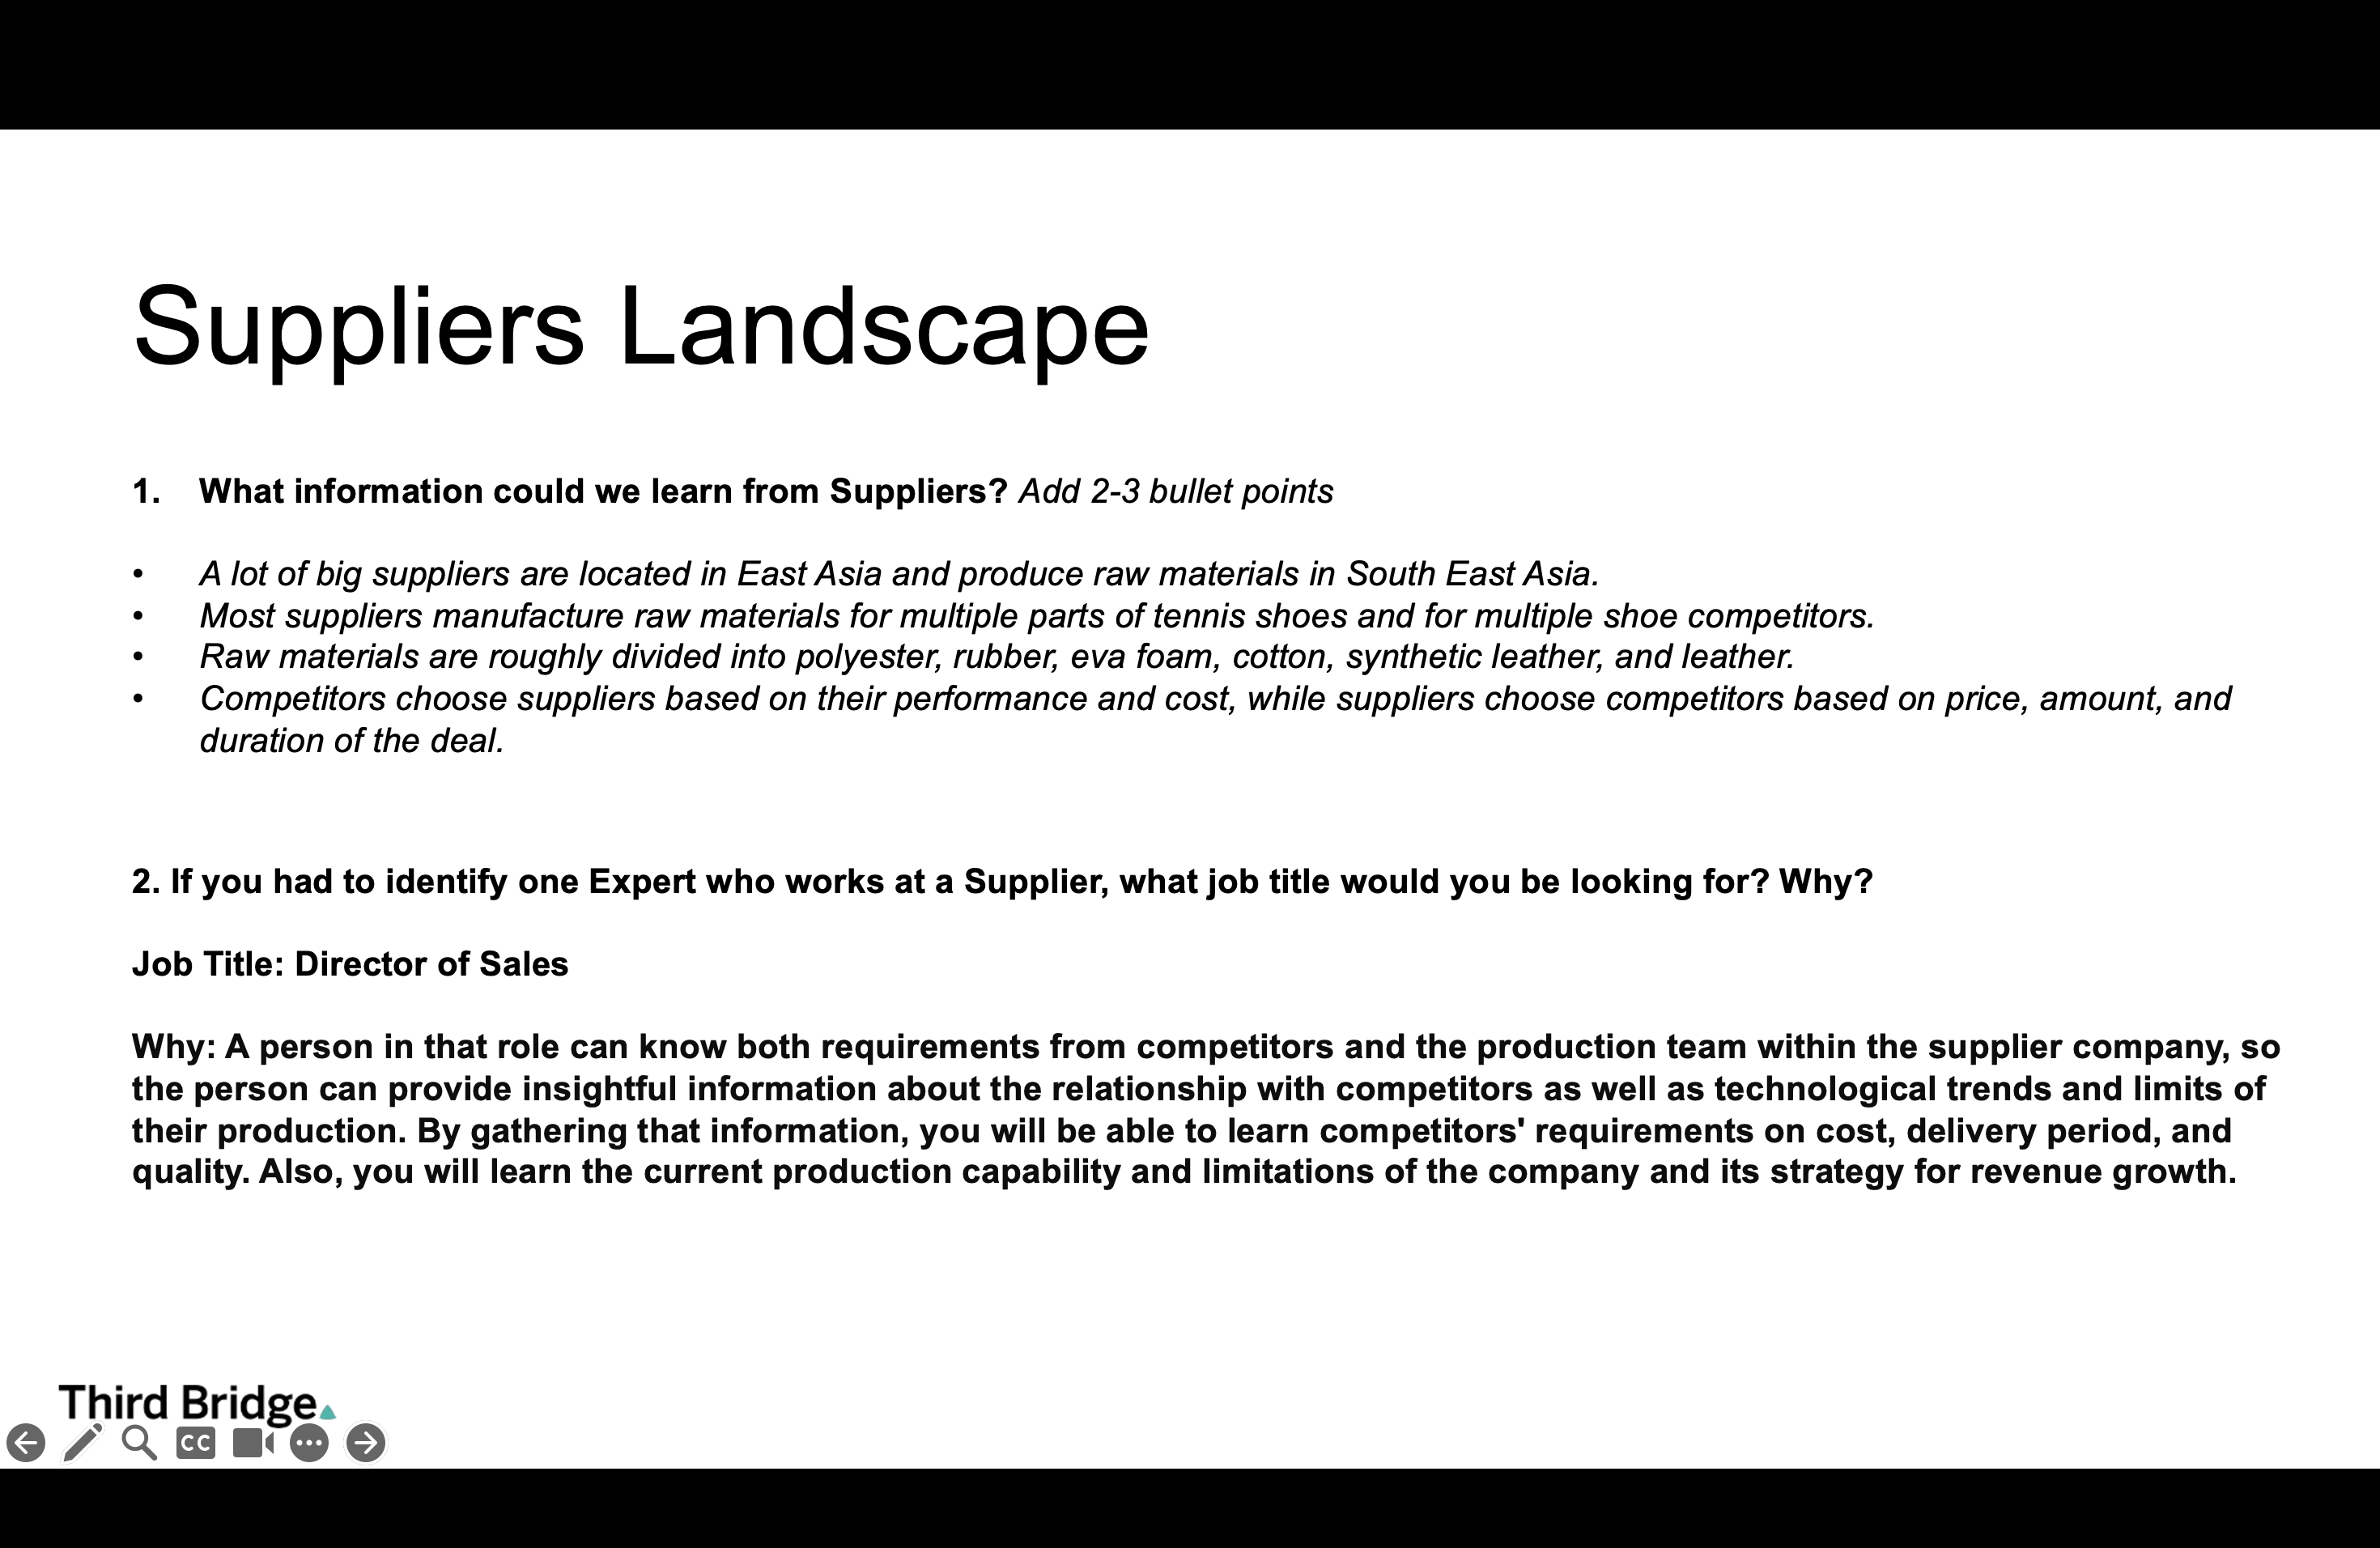 Suppliers Landscape
1. What information could we learn from Suppliers? Add 2-3 bullet points
• A lot of big suppliers are located in East Asia and produce raw materials in South East Asia.
• Most suppliers manufacture raw materials for multiple parts of tennis shoes and for multiple shoe competitors.
• Raw materials are roughly divided into polyester, rubber, eva foam, cotton, synthetic leather, and leather.
• Competitors choose suppliers based on their performance and cost, while suppliers choose competitors based on price, amount, and
duration of the deal.
2. If you had to identify one Expert who works at a Supplier, what job title would you be looking for? Why?
Job Title: Director of Sales
Why: A person in that role can know both requirements from competitors and the production team within the supplier company, so
the person can provide insightful information about the relationship with competitors as well as technological trends and limits of
their production. By gathering that information, you will be able to learn competitors' requirements on cost, delivery period, and
quality. Also, you will learn the current production capability and limitations of the company and its strategy for revenue growth.
Third Bridge
CC